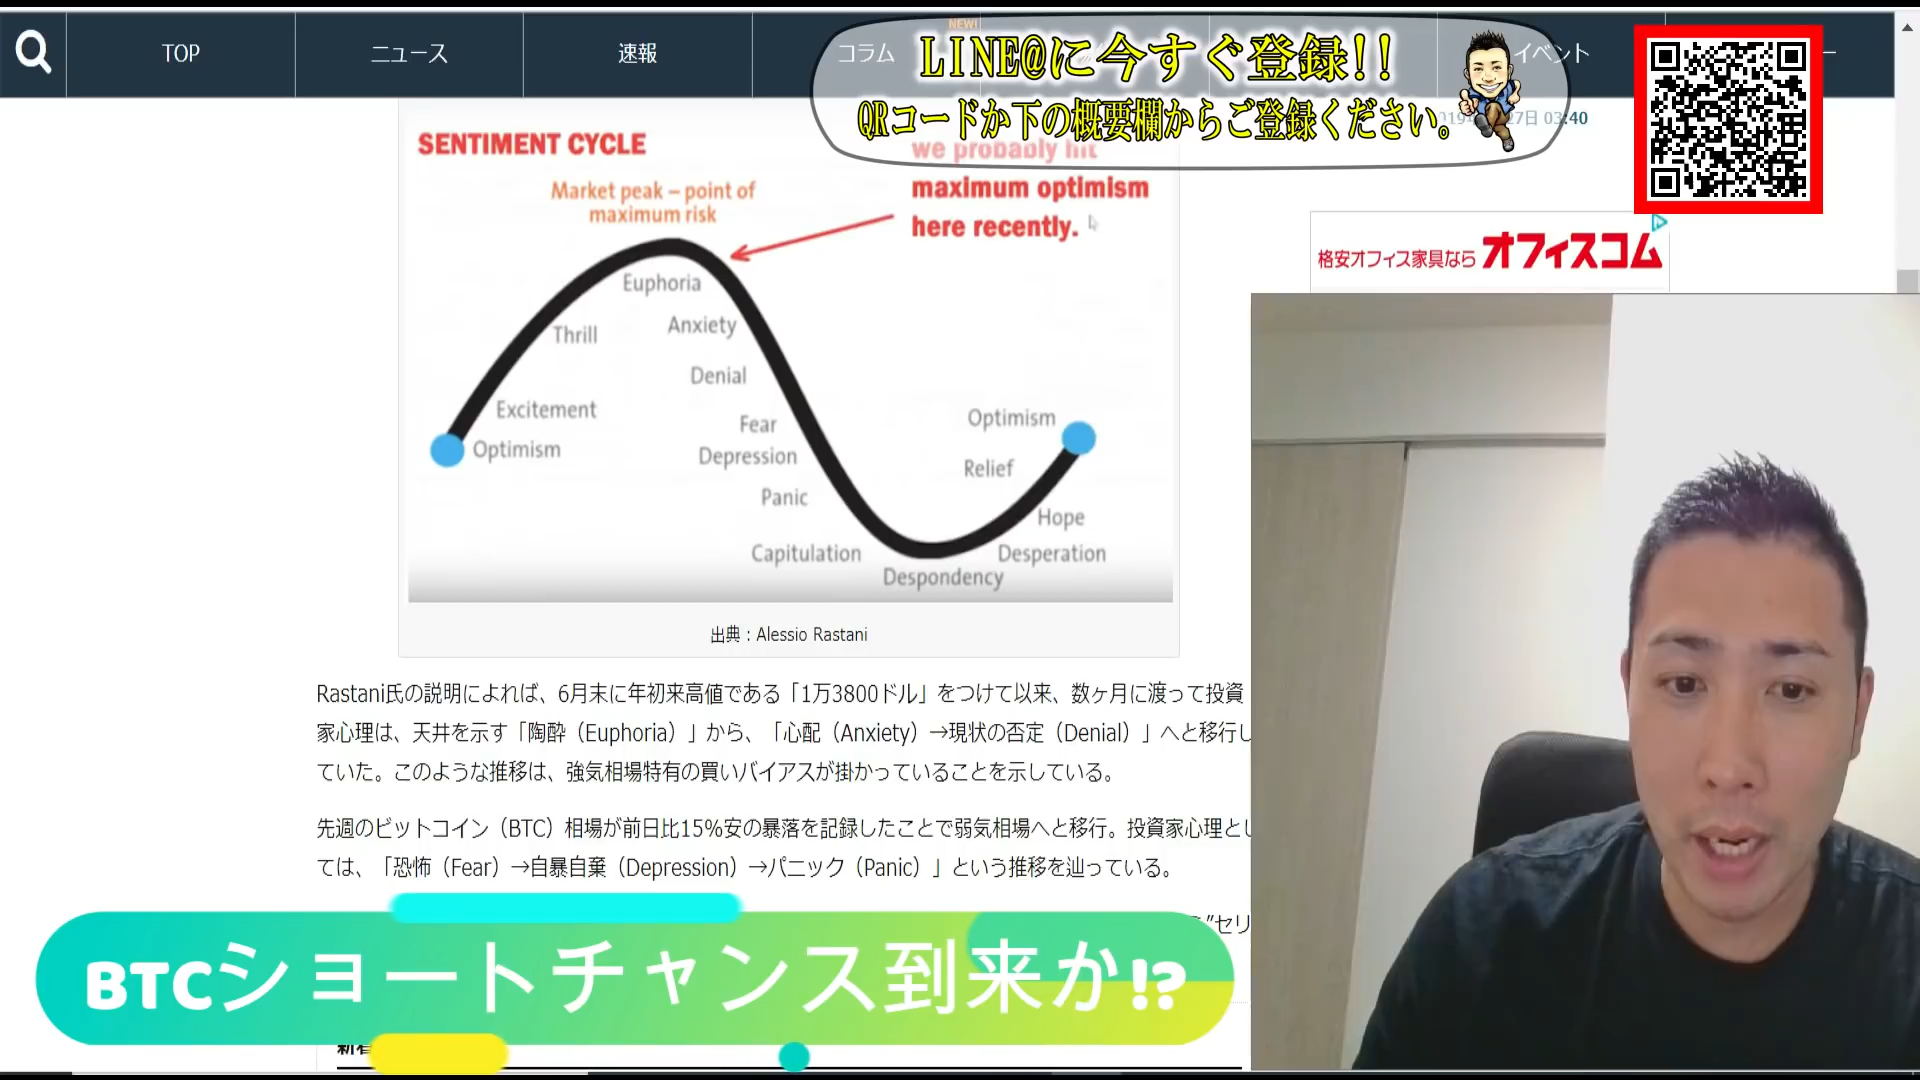 TOP
ニュース
速報
コラム
NEW!
イベント
LINE@に今すぐ登録!!
QRコードか下の概要欄からご登録ください。
27日 03:40
SENTIMENT CYCLE
Market peak – point of
maximum risk
we probably hit
maximum optimism
here recently.
Euphoria
Thrill
Anxiety
Denial
Excitement
Optimism
Fear
Depression
Panic
Capitulation
Despondency
Optimism
Relief
Hope
Desperation
格安オフィス家具なら オフィスコム
出典：Alessio Rastani
Rastani氏の説明によれば、6月末に年初来高値である「1万3800ドル」をつけて以来、数ヶ月に渡って投資
家心理は、天井を示す「陶酔（Euphoria）」から、「心配（Anxiety）→現状の否定（Denial）」へと移行し
ていた。このような推移は、強気相場特有の買いバイアスが掛かっていることを示している。
先週のビットコイン（BTC）相場が前日比15%安の暴落を記録したことで弱気相場へと移行。投資家心理とし
ては、「恐怖（Fear）→自暴自棄（Depression）→パニック（Panic）」という推移を辿っている。
”セリ
BTCショートチャンス到来か!?